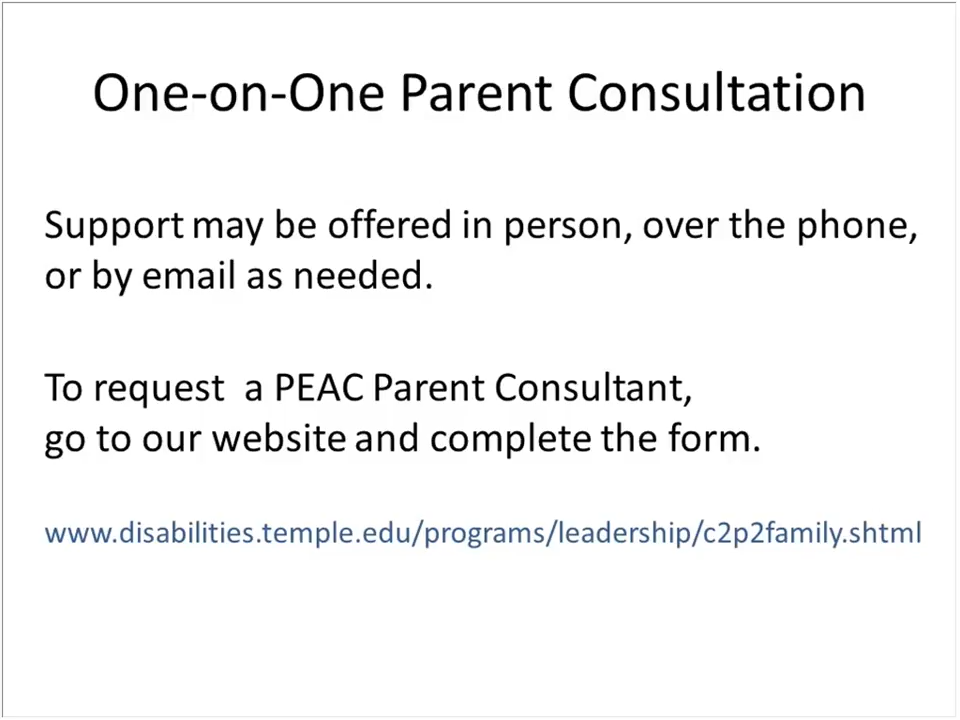 One-on-One Parent Consultation
Support may be offered in person, over the phone,
or by email as needed.
To request  a PEAC Parent Consultant,
go to our website and complete the form.
www.disabilities.temple.edu/programs/leadership/c2p2family.shtml